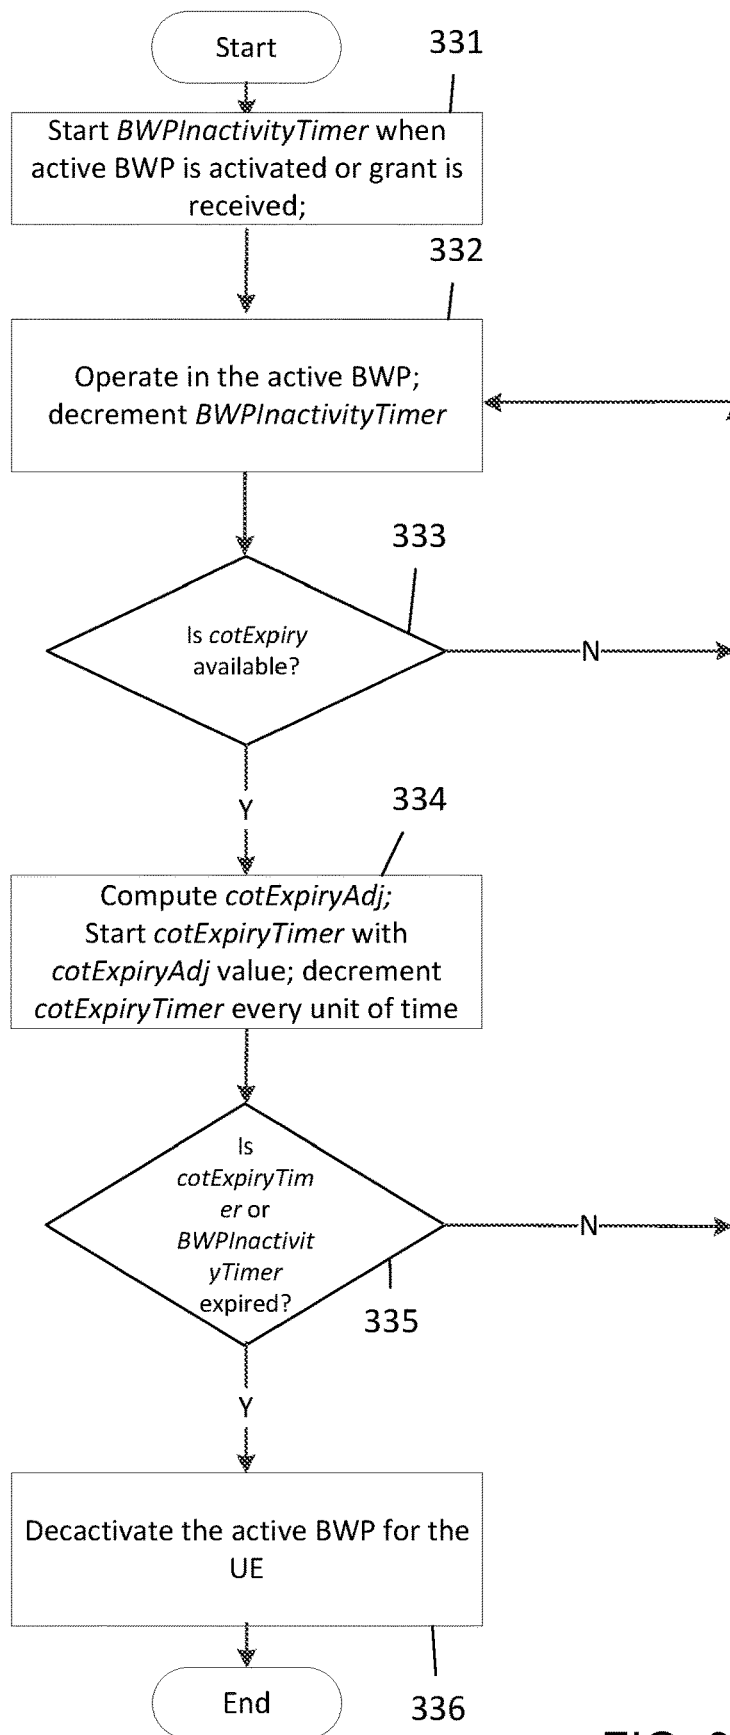 Start
331
Start BWPInactivityTimer when
active BWP is activated or grant is
received;
332
Operate in the active BWP;
decrement BWPInactivityTimer
333
Is cotExpiry
available?
N
Y
334
Compute cotExpiryAdj;
Start cotExpiryTimer with
cotExpiryAdj value; decrement
cotExpiryTimer every unit of time
Is
cotExpiryTim
er or
BWPInactivit
yTimer
expired?
N
335
Y
Decactivate the active BWP for the
UE
End
336